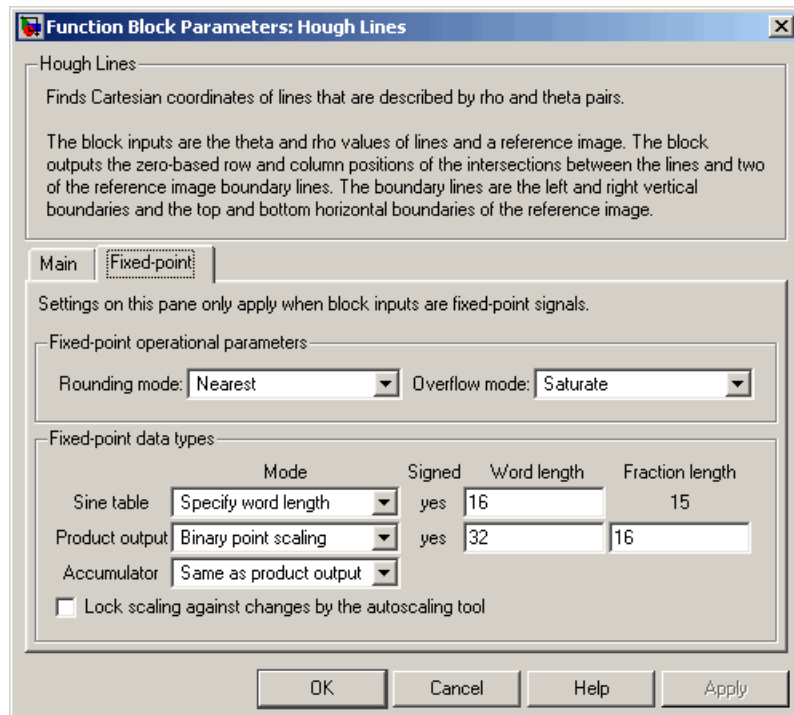 Function Block Parameters: Hough Lines
Hough Lines
Finds Cartesian coordinates of lines that are described by rho and theta pairs.
The block inputs are the theta and rho values of lines and a reference image. The block
outputs the zero-based row and column positions of the intersections between the lines and two
of the reference image boundary lines. The boundary lines are the left and right vertical
boundaries and the top and bottom horizontal boundaries of the reference image.
Main Fixed-point
Settings on this pane only apply when block inputs are fixed-point signals.
Fixed-point operational parameters
Rounding mode: Nearest Overflow mode: Saturate
Fixed-point data types
Mode Signed Word length Fraction length
Sine table Specify word length yes 16 15
Product output Binary point scaling yes 32 16
Accumulator Same as product output
Lock scaling against changes by the autoscaling tool
OK Cancel Help Apply